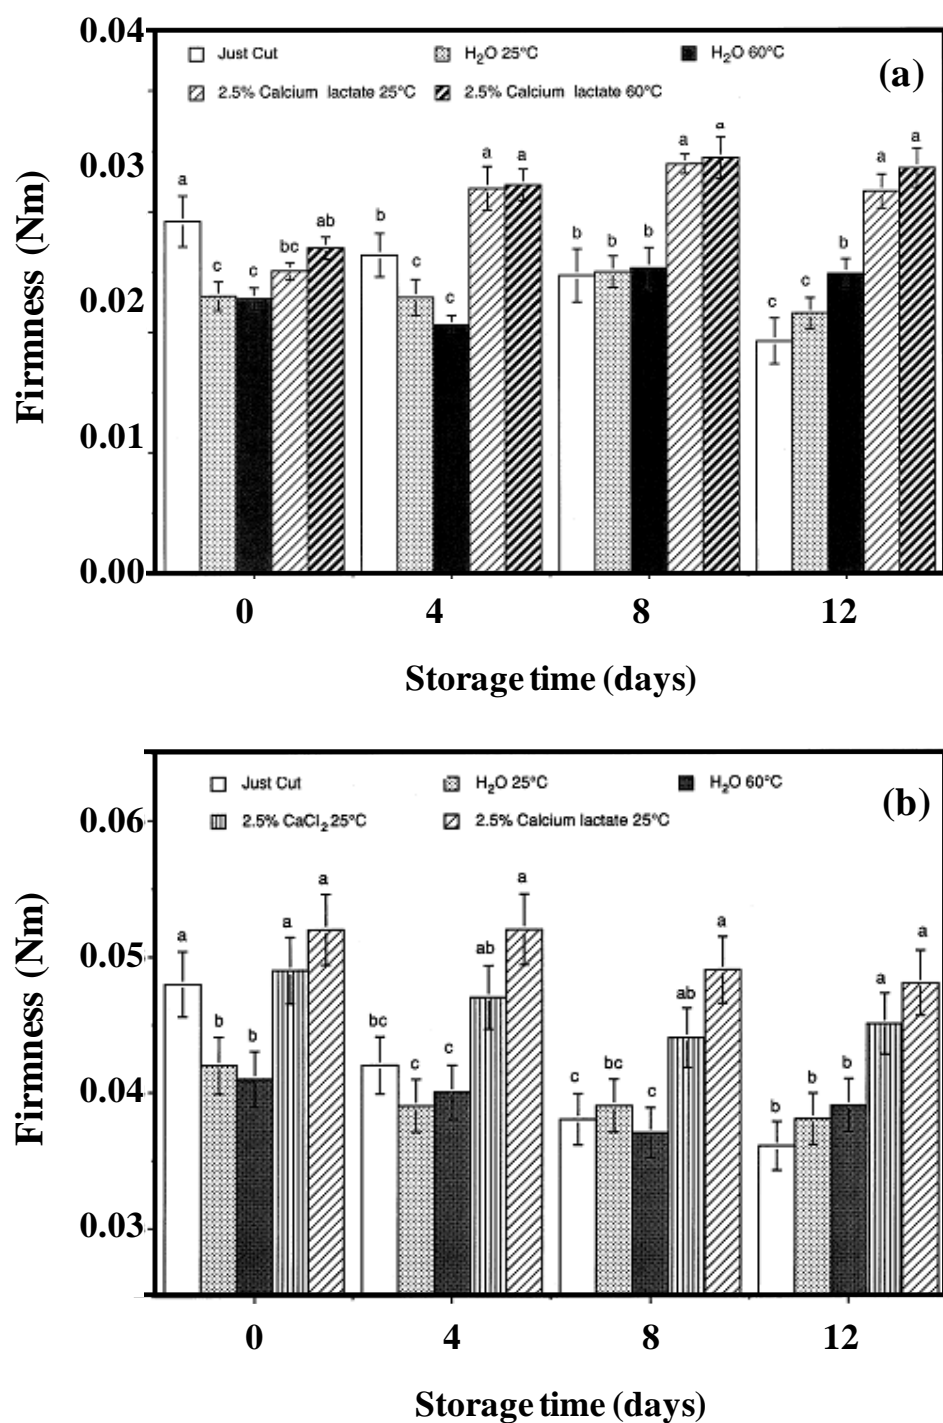 0.04
Just Cut H₂O 25°C H₂O 60°C
(a)
2.5% Calcium lactate 25°C 2.5% Calcium lactate 60°C
0.03
0.02
0.01
0.00
Firmness (Nm)
a c c bc ab
b c c a a
b b b a a
c c b a a
0 4 8 12
Storage time (days)
Just Cut H₂O 25°C H₂O 60°C
(b)
2.5% CaCl₂ 25°C 2.5% Calcium lactate 25°C
0.06
0.05
0.04
0.03
Firmness (Nm)
a b b a a
bc c c ab a
c bc c ab a
b b b a a
0 4 8 12
Storage time (days)